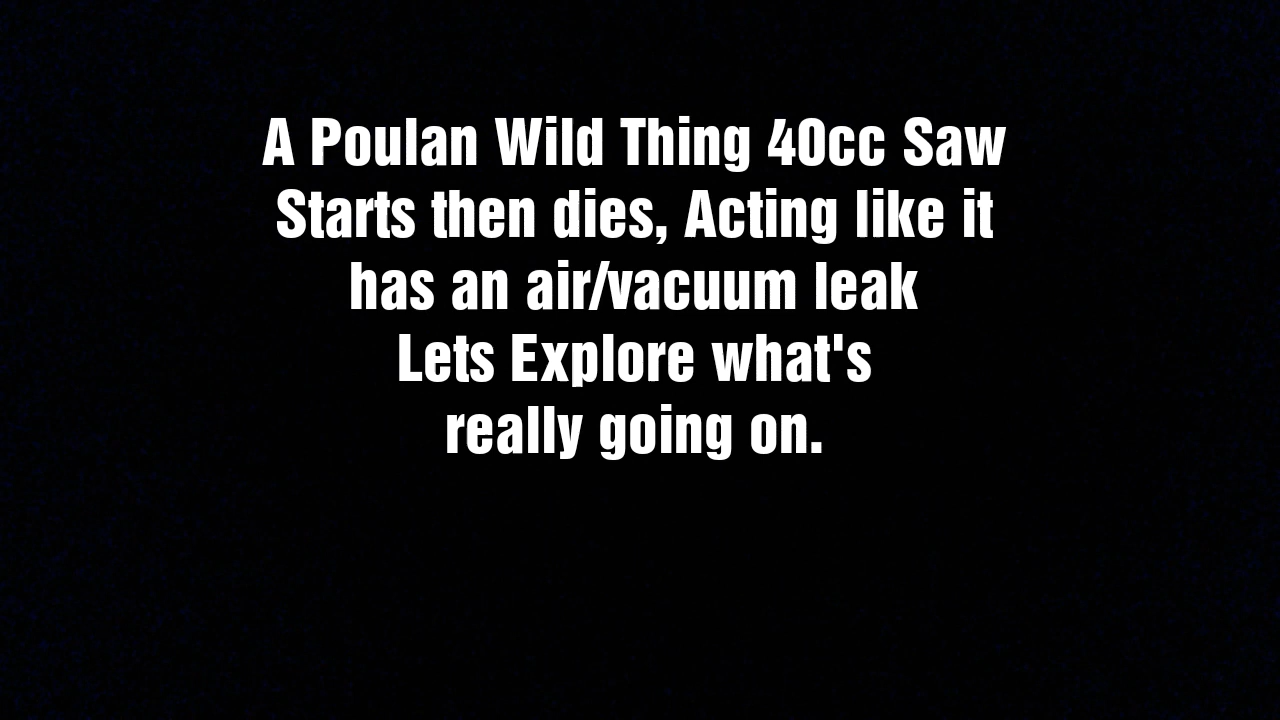 A Poulan Wild Thing 40cc Saw
Starts then dies, Acting like it
has an air/vacuum leak
Lets Explore what's
really going on.